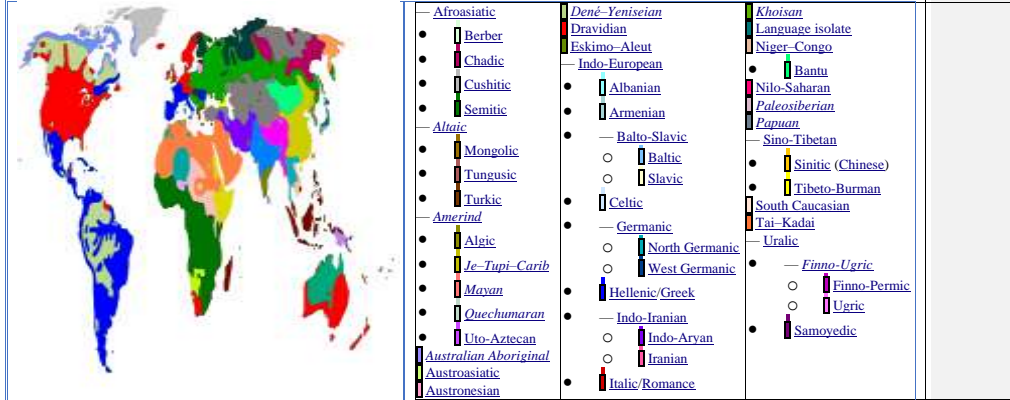 — Afroasiatic
Berber
Chadic
Cushitic
Semitic
— Altaic
Mongolic
Tungusic
Turkic
— Amerind
Algic
Je–Tupi–Carib
Mayan
Quechumaran
Uto-Aztecan
Australian Aboriginal
Austroasiatic
Austronesian
Dené–Yeniseian
Dravidian
Eskimo–Aleut
— Indo-European
Albanian
Armenian
— Balto-Slavic
Baltic
Slavic
Celtic
— Germanic
North Germanic
West Germanic
Hellenic/Greek
— Indo-Iranian
Indo-Aryan
Iranian
Italic/Romance
Khoisan
Language isolate
Niger–Congo
Bantu
Nilo-Saharan
Paleosiberian
Papuan
— Sino-Tibetan
Sinitic (Chinese)
Tibeto-Burman
South Caucasian
Tai–Kadai
— Uralic
— Finno-Ugric
Finno-Permic
Ugric
Samoyedic